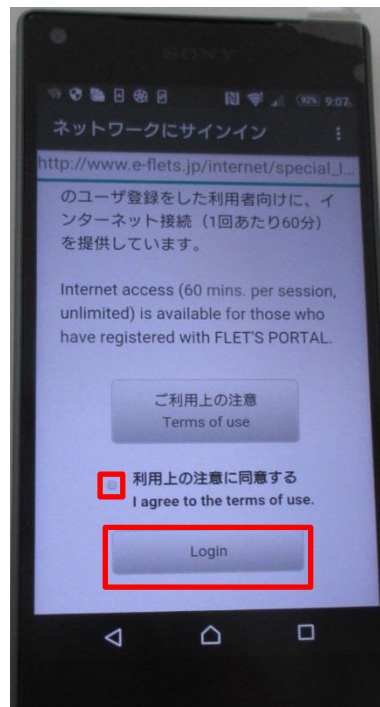 SONY
92% 9:07
ネットワークにサインイン
http://www.e-flets.jp/internet/special_l...
のユーザ登録をした利用者向けに、イ
ンターネット接続（1回あたり60分）
を提供しています。
Internet access (60 mins. per session,
unlimited) is available for those who
have registered with FLET'S PORTAL.
ご利用上の注意
Terms of use
利用上の注意に同意する
I agree to the terms of use.
Login